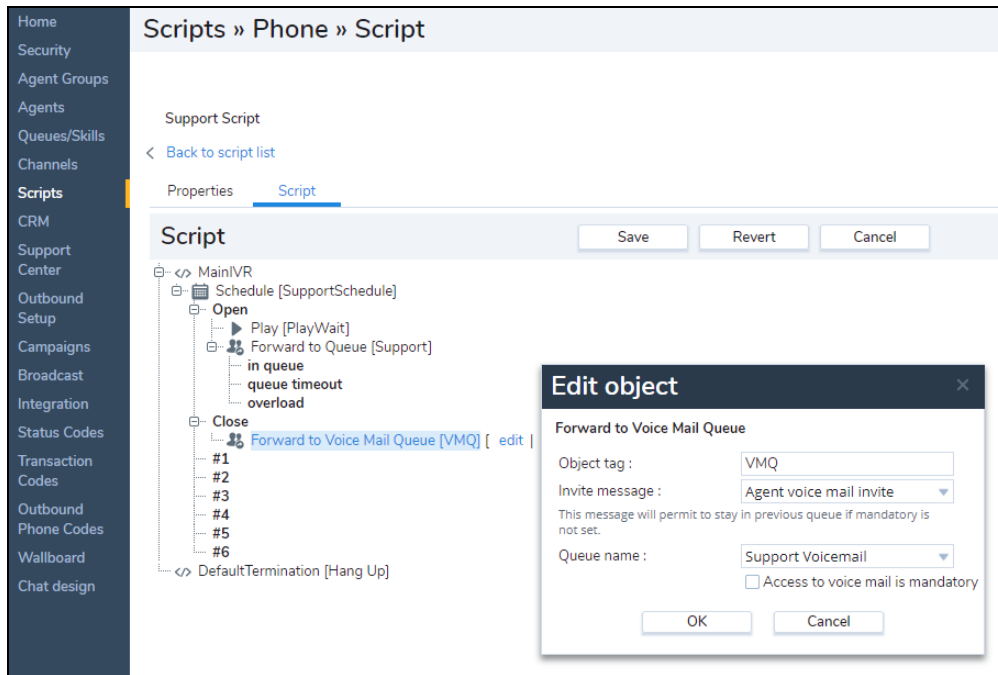 Home
Security
Agent Groups
Agents
Queues/Skills
Channels
Scripts
CRM
Support
Center
Outbound
Setup
Campaigns
Broadcast
Integration
Status Codes
Transaction
Codes
Outbound
Phone Codes
Wallboard
Chat design
Scripts » Phone » Script
Support Script
< Back to script list
Properties Script
Script Save Revert Cancel
</> MainIVR
Schedule [SupportSchedule]
Open
Play [PlayWait]
Forward to Queue [Support]
in queue
queue timeout
overload
Close
Forward to Voice Mail Queue [VMQ] [ edit |
#1
#2
#3
#4
#5
#6
</> DefaultTermination [Hang Up]
Edit object ×
Forward to Voice Mail Queue
Object tag : VMQ
Invite message : Agent voice mail invite
This message will permit to stay in previous queue if mandatory is
not set.
Queue name : Support Voicemail
Access to voice mail is mandatory
OK Cancel